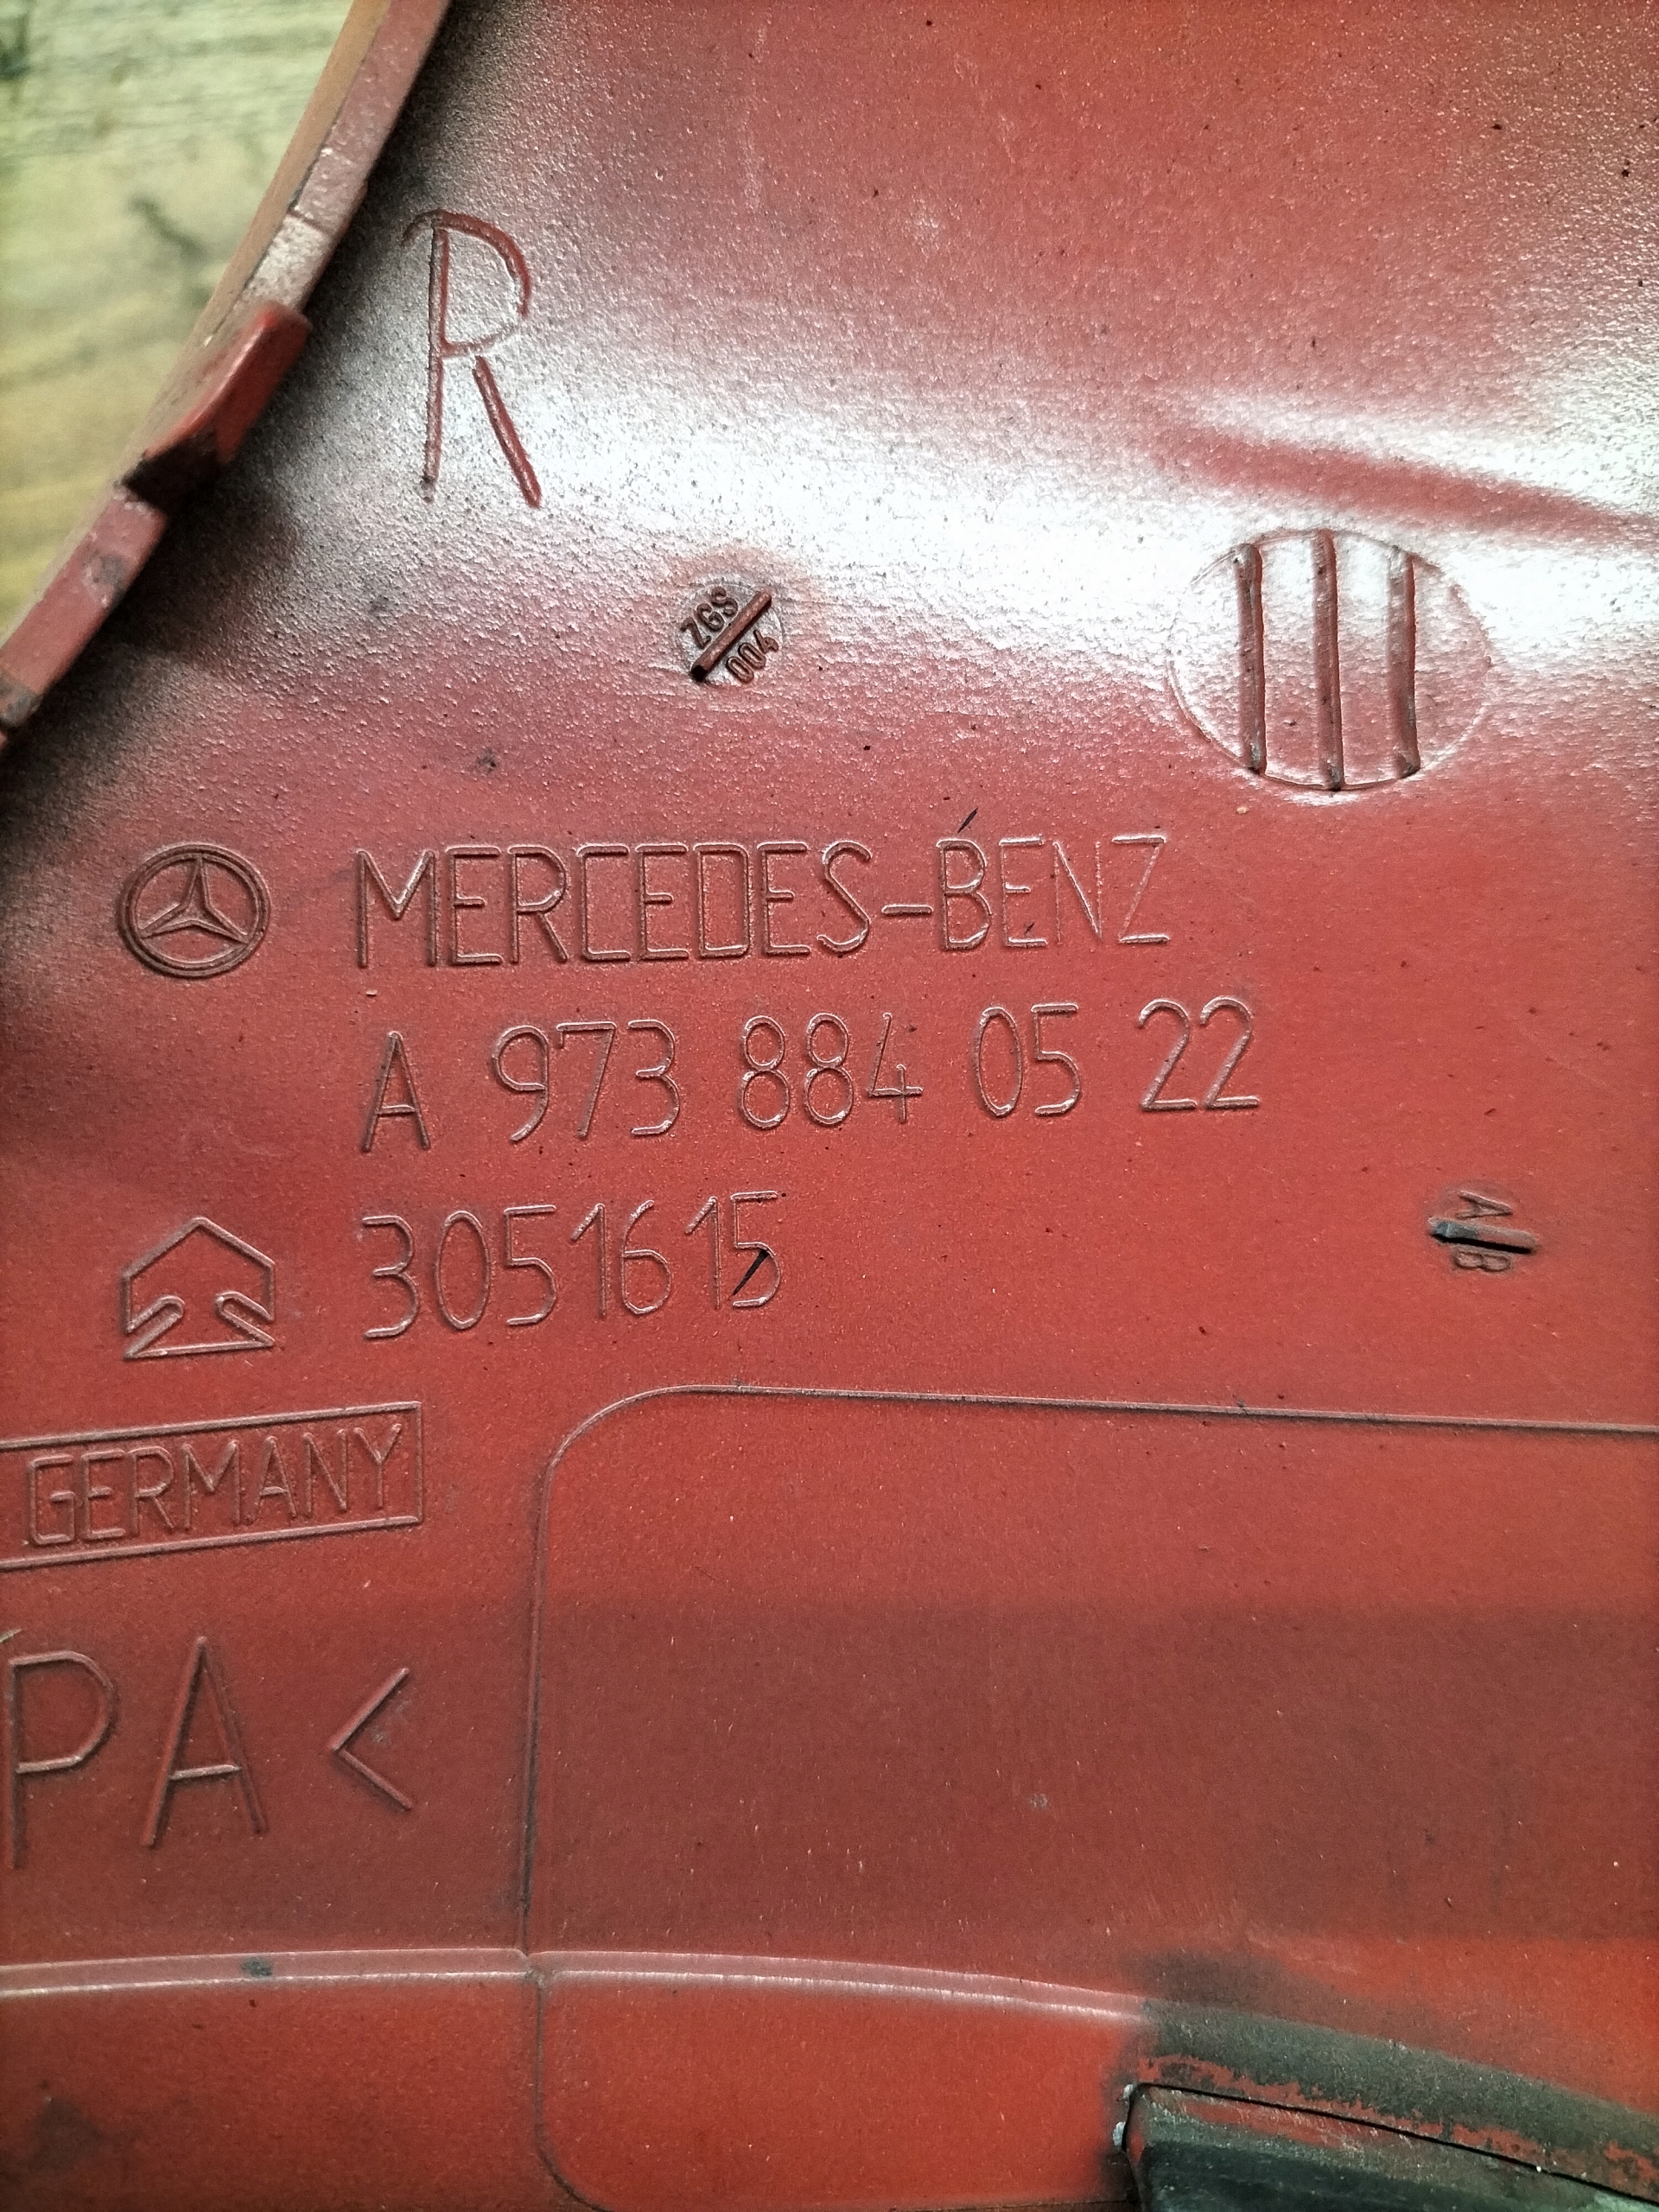 R
ZGS
004
MERCEDES-BENZ
A 973 884 05 22
3051615
A B
GERMANY
PA<